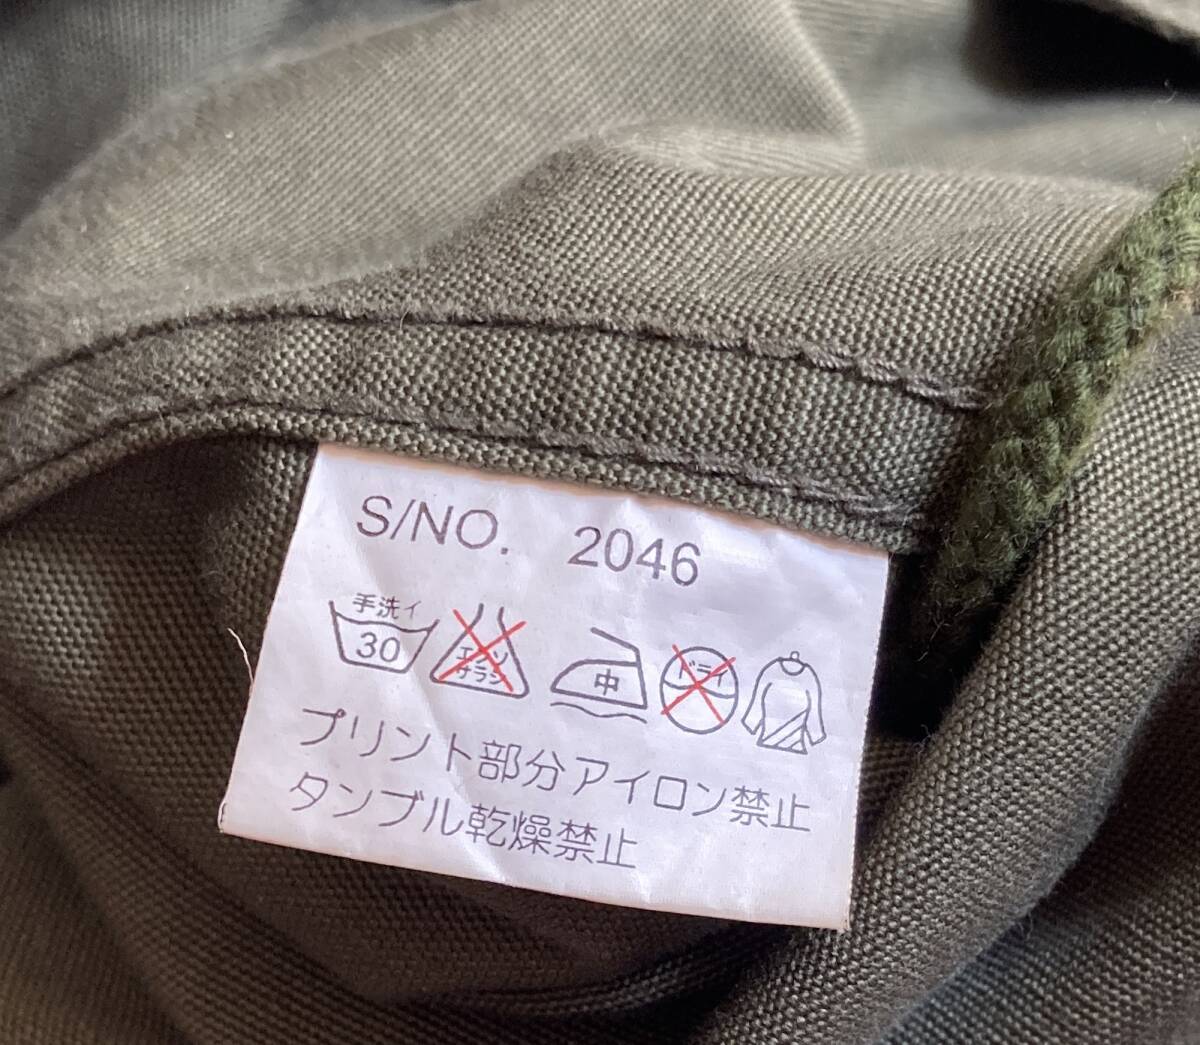 S/NO. 2046
手洗イ
30 エンソ 中 ドライ
サラシ
プリント部分アイロン禁止
タンブル乾燥禁止